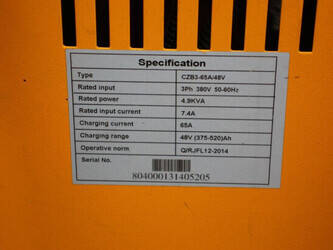 Specification
Type CZB3-65A/48V
Rated input 3Ph 380V 50-60Hz
Rated power 4.9KVA
Rated input current 7.4A
Charging current 65A
Charging range 48V (375-520)Ah
Operative norm Q/RJFL12-2014
Serial No.
804000131405205